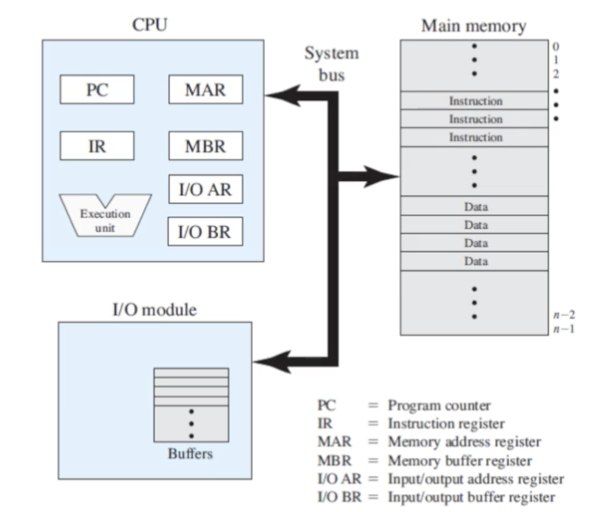 CPU
PC
MAR
IR
MBR
I/O AR
Execution
unit
I/O BR
System
bus
Main memory
0
1
2
Instruction
Instruction
Instruction
Data
Data
Data
Data
n−2
n−1
I/O module
Buffers
PC = Program counter
IR = Instruction register
MAR = Memory address register
MBR = Memory buffer register
I/O AR = Input/output address register
I/O BR = Input/output buffer register